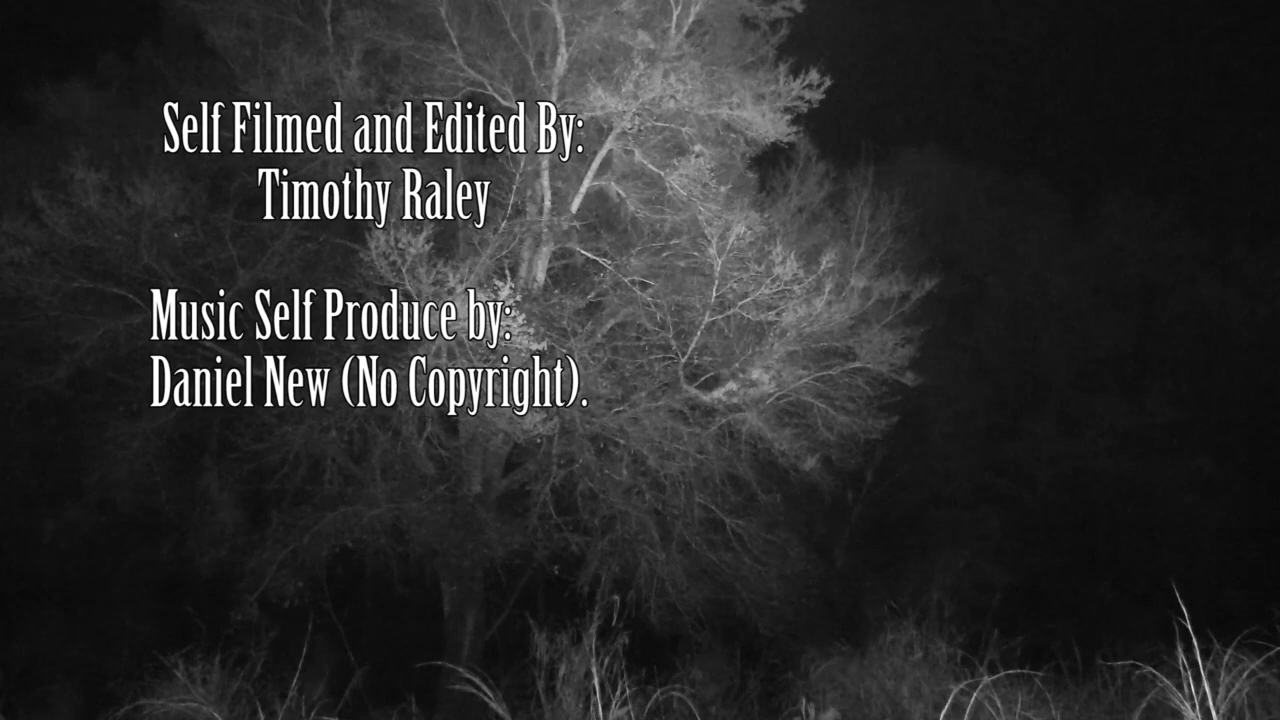 Self Filmed and Edited By:
Timothy Raley
Music Self Produce by:
Daniel New (No Copyright).